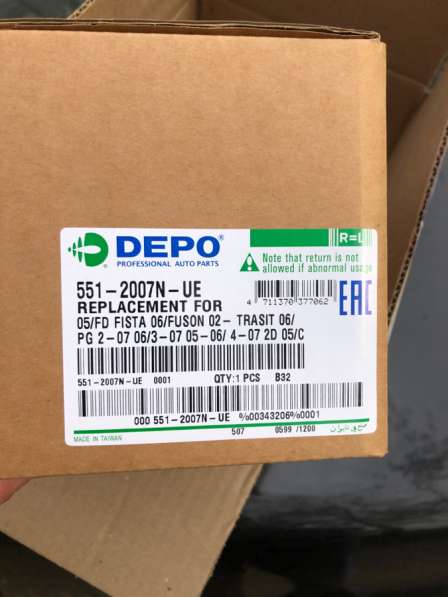 DEPO®
PROFESSIONAL AUTO PARTS
R=L
Note that return is not
allowed if abnormal usage
551-2007N-UE
4 711370 377062
EAC
REPLACEMENT FOR
05/FD FISTA 06/FUSON 02- TRASIT 06/
PG 2-07 06/3-07 05-06/ 4-07 2D 05/C
551-2007N-UE 0001 QTY:1 PCS B32
000 551-2007N-UE %00343206%0001
MADE IN TAIWAN 507 0599 /1200